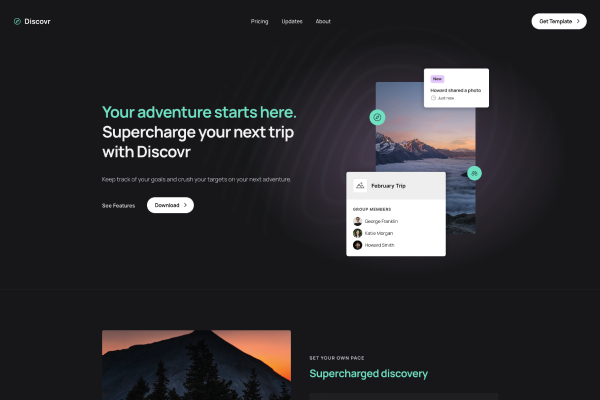 Discovr
Pricing
Updates
About
Get Template
Your adventure starts here.
Supercharge your next trip
with Discovr
Keep track of your goals and crush your targets on your next adventure.
See Features
Download
New
Howard shared a photo
Just now
February Trip
GROUP MEMBERS
George Franklin
Katie Morgan
Howard Smith
SET YOUR OWN PACE
Supercharged discovery